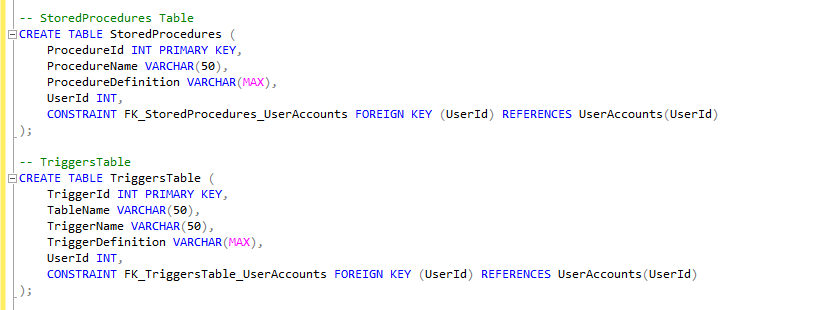 -- StoredProcedures Table
CREATE TABLE StoredProcedures (
    ProcedureId INT PRIMARY KEY,
    ProcedureName VARCHAR(50),
    ProcedureDefinition VARCHAR(MAX),
    UserId INT,
    CONSTRAINT FK_StoredProcedures_UserAccounts FOREIGN KEY (UserId) REFERENCES UserAccounts(UserId)
);

-- TriggersTable
CREATE TABLE TriggersTable (
    TriggerId INT PRIMARY KEY,
    TableName VARCHAR(50),
    TriggerName VARCHAR(50),
    TriggerDefinition VARCHAR(MAX),
    UserId INT,
    CONSTRAINT FK_TriggersTable_UserAccounts FOREIGN KEY (UserId) REFERENCES UserAccounts(UserId)
);